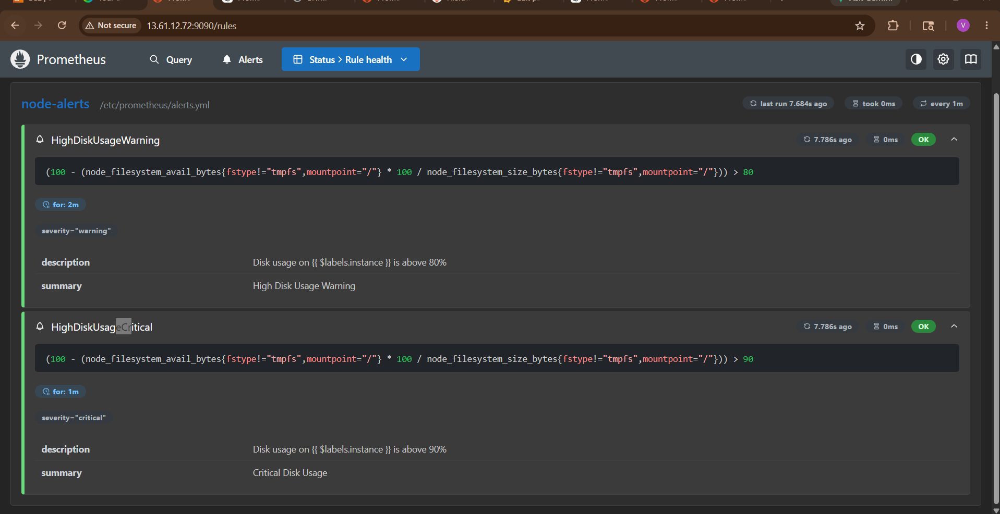 Not secure 13.61.12.72:9090/rules V
Prometheus Query Alerts Status > Rule health
node-alerts /etc/prometheus/alerts.yml last run 7.684s ago took 0ms every 1m
HighDiskUsageWarning 7.786s ago 0ms OK
(100 - (node_filesystem_avail_bytes{fstype!="tmpfs",mountpoint="/"} * 100 / node_filesystem_size_bytes{fstype!="tmpfs",mountpoint="/"})) > 80
for: 2m
severity="warning"
description Disk usage on {{ $labels.instance }} is above 80%
summary High Disk Usage Warning
HighDiskUsageCritical 7.786s ago 0ms OK
(100 - (node_filesystem_avail_bytes{fstype!="tmpfs",mountpoint="/"} * 100 / node_filesystem_size_bytes{fstype!="tmpfs",mountpoint="/"})) > 90
for: 1m
severity="critical"
description Disk usage on {{ $labels.instance }} is above 90%
summary Critical Disk Usage